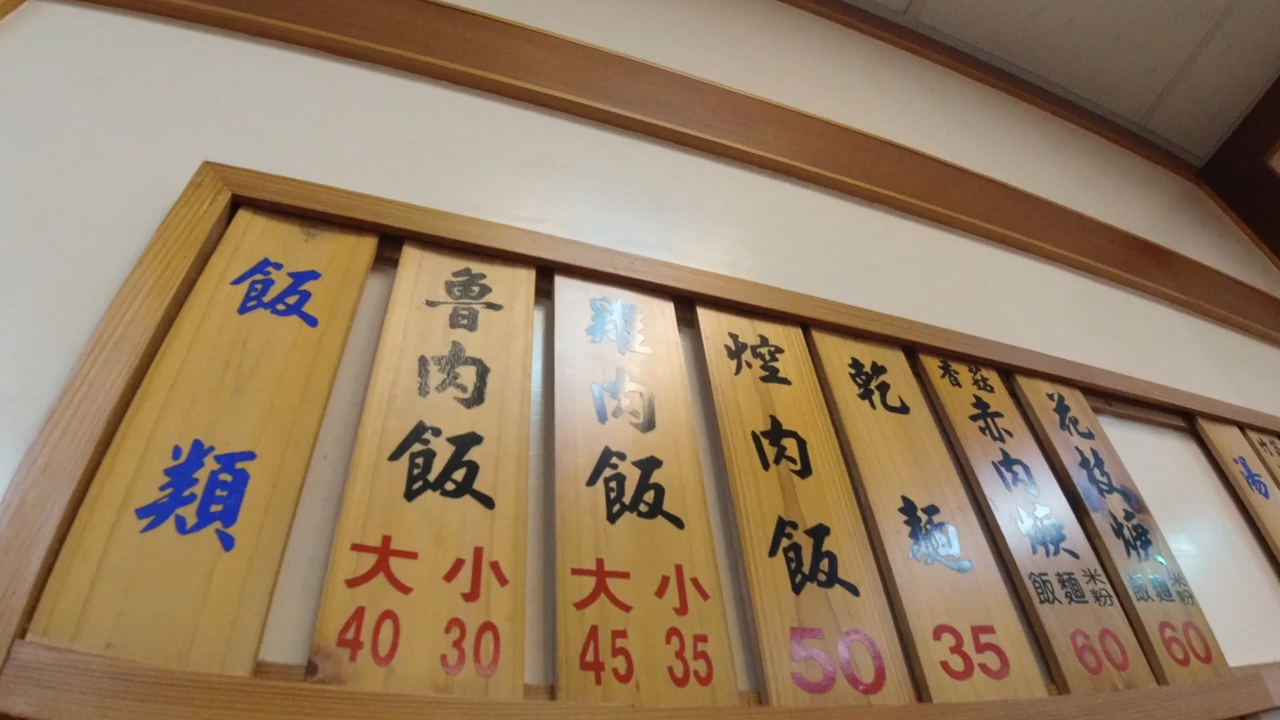 飯類
魯肉飯
大 小
40 30
雞肉飯
大 小
45 35
焢肉飯
50
乾麵
35
香菇
赤肉焿
飯 麵 米粉
60
花枝焿
飯 麵 米粉
60
湯